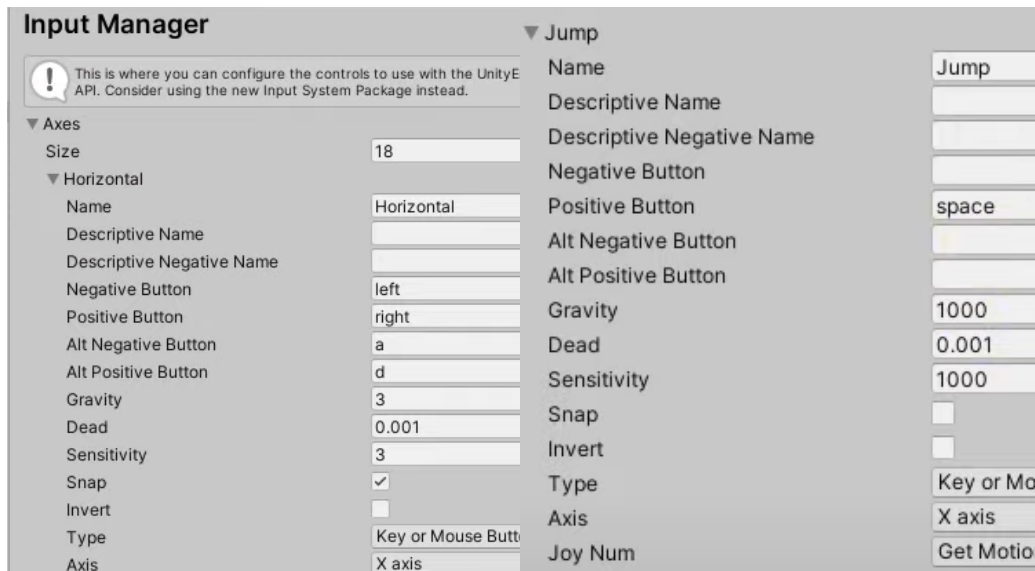 Input Manager
This is where you can configure the controls to use with the UnityE
API. Consider using the new Input System Package instead.
Axes
Size 18
Horizontal
Name Horizontal
Descriptive Name
Descriptive Negative Name
Negative Button left
Positive Button right
Alt Negative Button a
Alt Positive Button d
Gravity 3
Dead 0.001
Sensitivity 3
Snap
Invert
Type Key or Mouse Butt
Axis X axis
Jump
Name Jump
Descriptive Name
Descriptive Negative Name
Negative Button
Positive Button space
Alt Negative Button
Alt Positive Button
Gravity 1000
Dead 0.001
Sensitivity 1000
Snap
Invert
Type Key or Mo
Axis X axis
Joy Num Get Motio